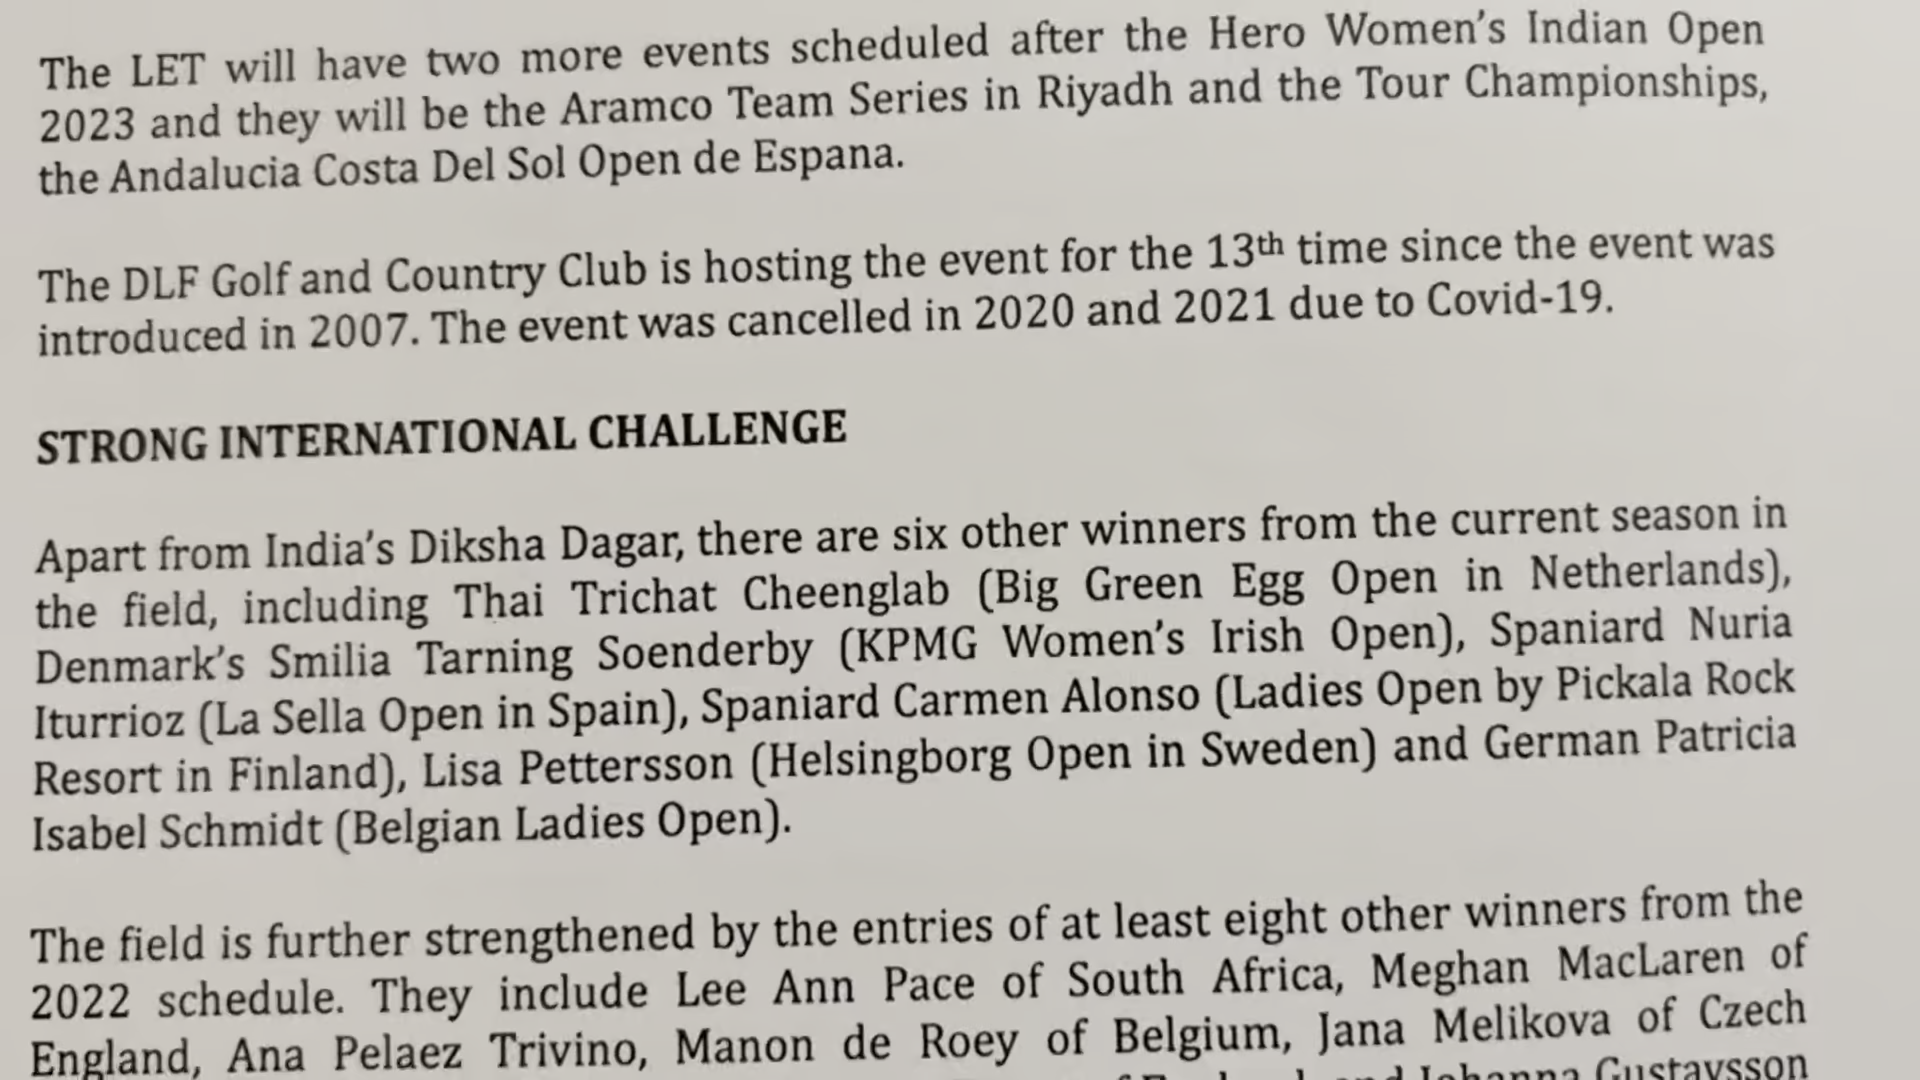 The LET will have two more events scheduled after the Hero Women's Indian Open
2023 and they will be the Aramco Team Series in Riyadh and the Tour Championships,
the Andalucia Costa Del Sol Open de Espana.
The DLF Golf and Country Club is hosting the event for the 13th time since the event was
introduced in 2007. The event was cancelled in 2020 and 2021 due to Covid-19.
STRONG INTERNATIONAL CHALLENGE
Apart from India's Diksha Dagar, there are six other winners from the current season in
the field, including Thai Trichat Cheenglab (Big Green Egg Open in Netherlands),
Denmark's Smilia Tarning Soenderby (KPMG Women's Irish Open), Spaniard Nuria
Iturrioz (La Sella Open in Spain), Spaniard Carmen Alonso (Ladies Open by Pickala Rock
Resort in Finland), Lisa Pettersson (Helsingborg Open in Sweden) and German Patricia
Isabel Schmidt (Belgian Ladies Open).
The field is further strengthened by the entries of at least eight other winners from the
2022 schedule. They include Lee Ann Pace of South Africa, Meghan MacLaren of
England, Ana Pelaez Trivino, Manon de Roey of Belgium, Jana Melikova of Czech
and Johanna Gustavsson